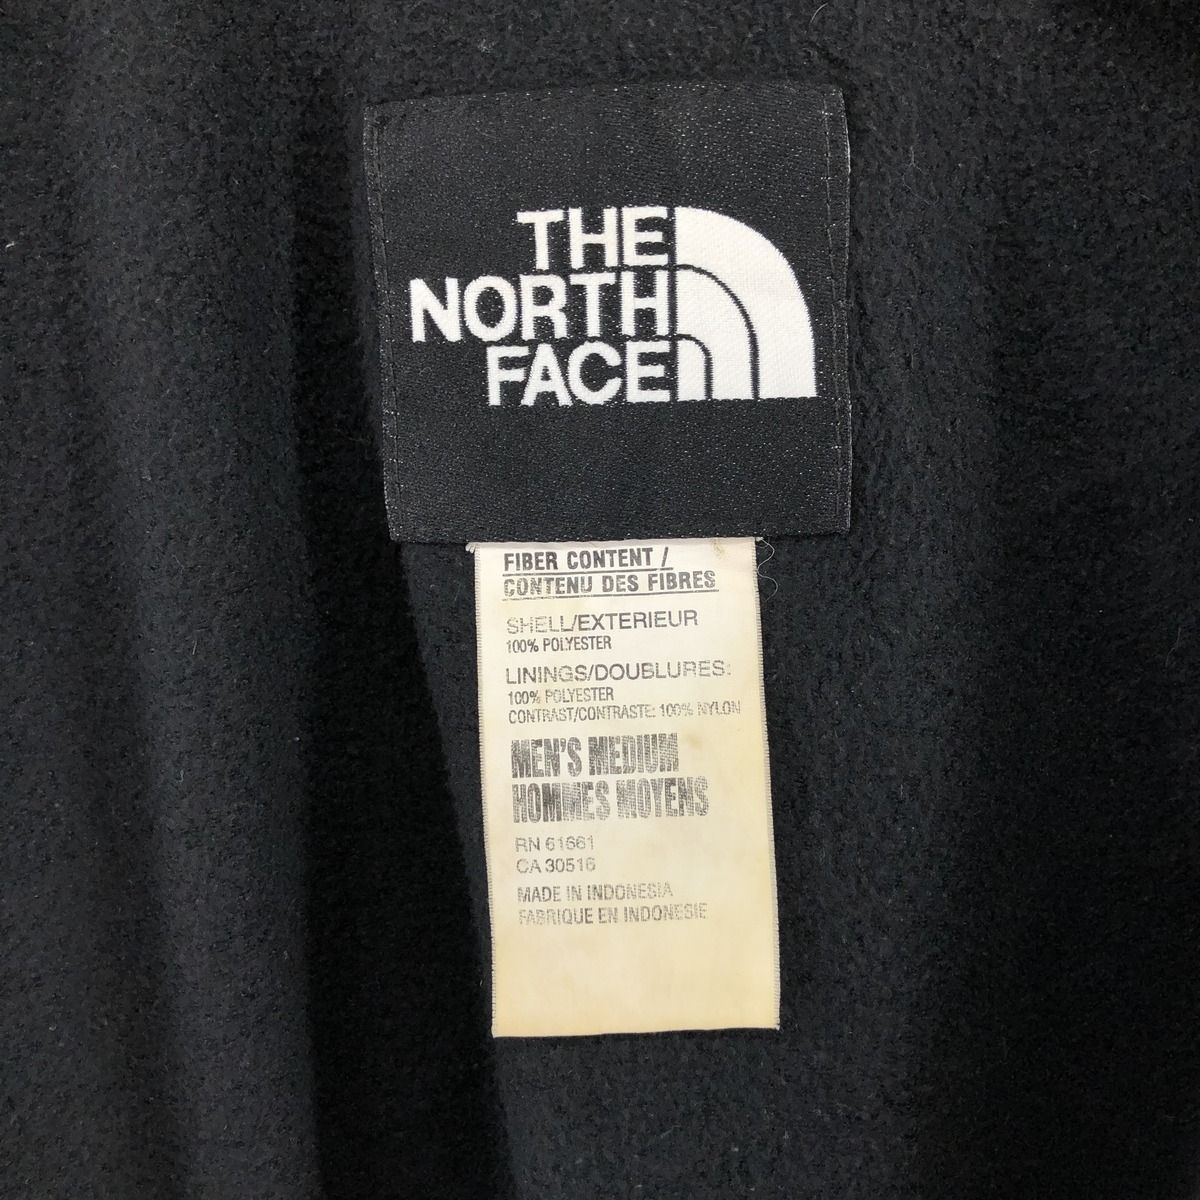 THE
NORTH
FACE
FIBER CONTENT /
CONTENU DES FIBRES
SHELL/EXTERIEUR
100% POLYESTER
LININGS/DOUBLURES:
100% POLYESTER
CONTRAST/CONTRASTE: 100% NYLON
MEN'S MEDIUM
HOMMES MOYENS
RN 61661
CA 30516
MADE IN INDONESIA
FABRIQUE EN INDONESIE